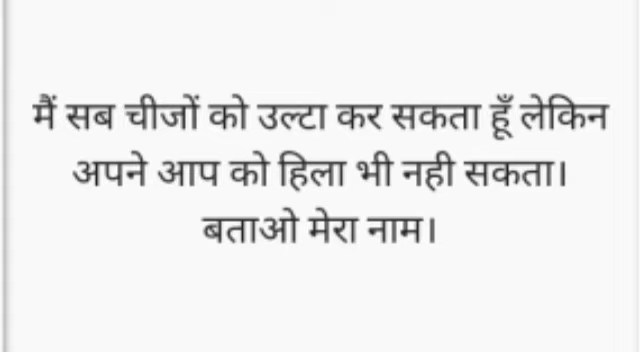 मैं सब चीजों को उल्टा कर सकता हूँ लेकिन
अपने आप को हिला भी नही सकता।
बताओ मेरा नाम।